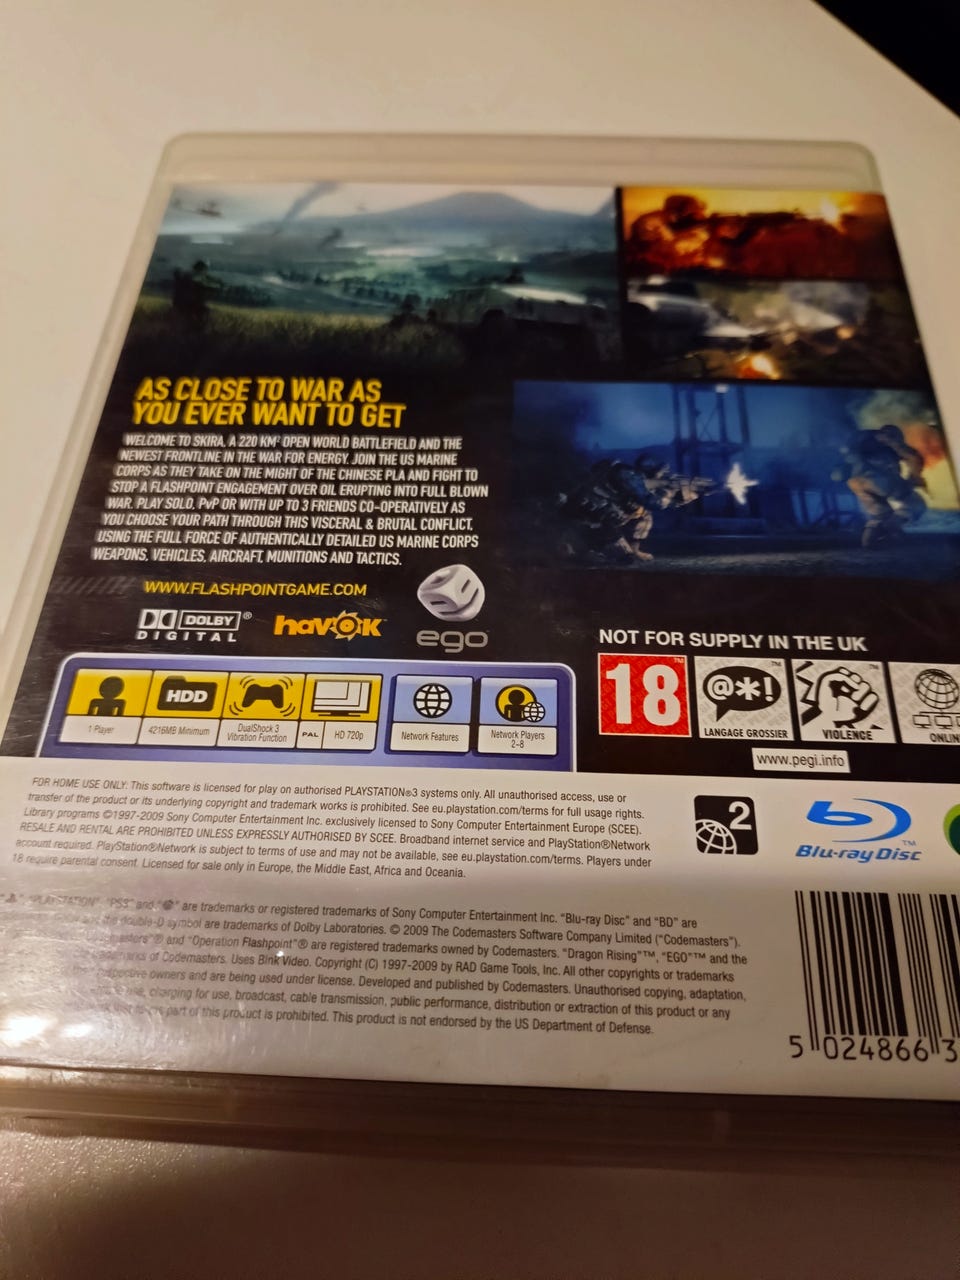 AS CLOSE TO WAR AS
YOU EVER WANT TO GET
WELCOME TO SKIRA, A 220 KM² OPEN WORLD BATTLEFIELD AND THE
NEWEST FRONTLINE IN THE WAR FOR ENERGY. JOIN THE US MARINE
CORPS AS THEY TAKE ON THE MIGHT OF THE CHINESE PLA AND FIGHT TO
STOP A FLASHPOINT ENGAGEMENT OVER OIL ERUPTING INTO FULL BLOWN
WAR. PLAY SOLO, PvP OR WITH UP TO 3 FRIENDS CO-OPERATIVELY AS
YOU CHOOSE YOUR PATH THROUGH THIS VISCERAL & BRUTAL CONFLICT,
USING THE FULL FORCE OF AUTHENTICALLY DETAILED US MARINE CORPS
WEAPONS, VEHICLES, AIRCRAFT, MUNITIONS AND TACTICS.
WWW.FLASHPOINTGAME.COM
DOLBY®
DIGITAL
havok
ego
NOT FOR SUPPLY IN THE UK
HDD
1 Player
4216MB Minimum
DualShock 3
Vibration Function
PAL
HD 720p
Network Features
Network Players
2-8
18™
@*!™
LANGAGE GROSSIER
VIOLENCE
ONLIN
www.pegi.info
FOR HOME USE ONLY: This software is licensed for play on authorised PLAYSTATION®3 systems only. All unauthorised access, use or
transfer of the product or its underlying copyright and trademark works is prohibited. See eu.playstation.com/terms for full usage rights.
Library programs ©1997-2009 Sony Computer Entertainment Inc. exclusively licensed to Sony Computer Entertainment Europe (SCEE).
RESALE AND RENTAL ARE PROHIBITED UNLESS EXPRESSLY AUTHORISED BY SCEE. Broadband internet service and PlayStation®Network
account required. PlayStation®Network is subject to terms of use and may not be available, see eu.playstation.com/terms. Players under
18 require parental consent. Licensed for sale only in Europe, the Middle East, Africa and Oceania.
2
Blu-ray Disc™
"PLAYSTATION", "PS3" and " " are trademarks or registered trademarks of Sony Computer Entertainment Inc. "Blu-ray Disc" and "BD" are
the double-D symbol are trademarks of Dolby Laboratories. © 2009 The Codemasters Software Company Limited ("Codemasters").
"® and "Operation Flashpoint"® are registered trademarks owned by Codemasters. "Dragon Rising"™, "EGO"™ and the
of Codemasters. Uses Bink Video. Copyright (C) 1997-2009 by RAD Game Tools, Inc. All other copyrights or trademarks
respective owners and are being used under license. Developed and published by Codemasters. Unauthorised copying, adaptation,
charging for use, broadcast, cable transmission, public performance, distribution or extraction of this product or any
part of this product is prohibited. This product is not endorsed by the US Department of Defense.
5 024866 3